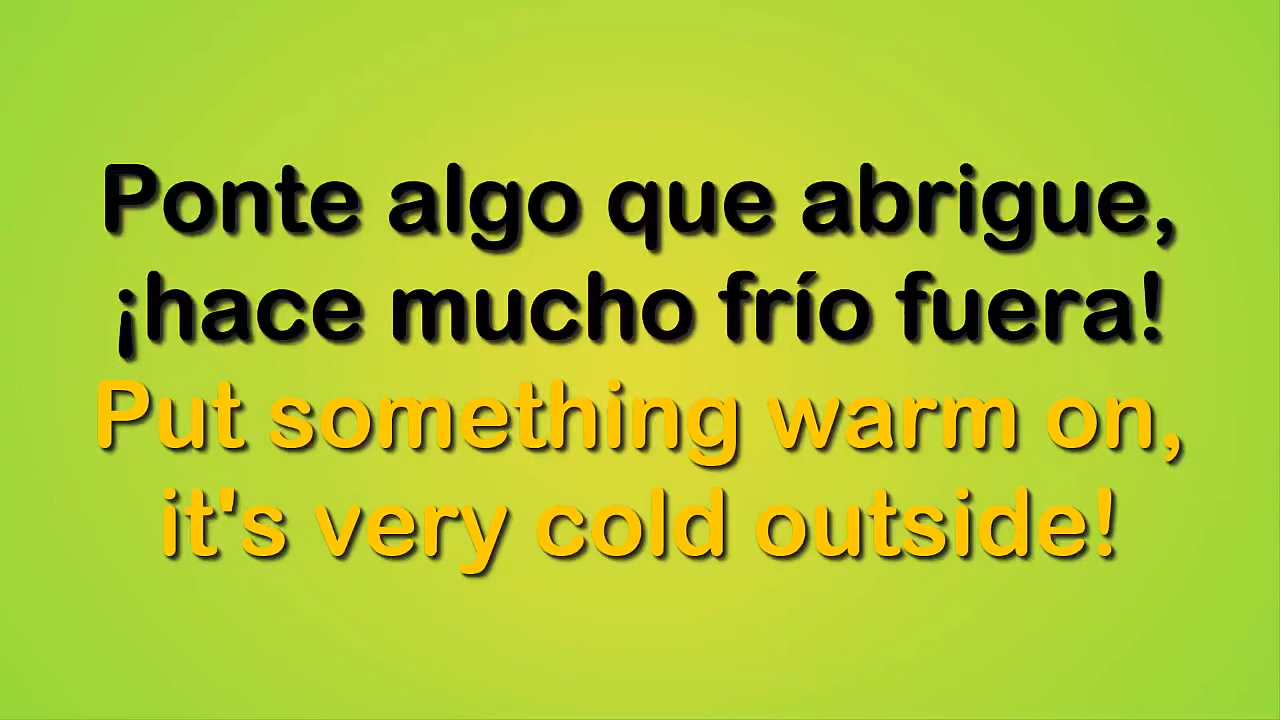 Ponte algo que abrigue,
¡hace mucho frío fuera!
Put something warm on,
it's very cold outside!